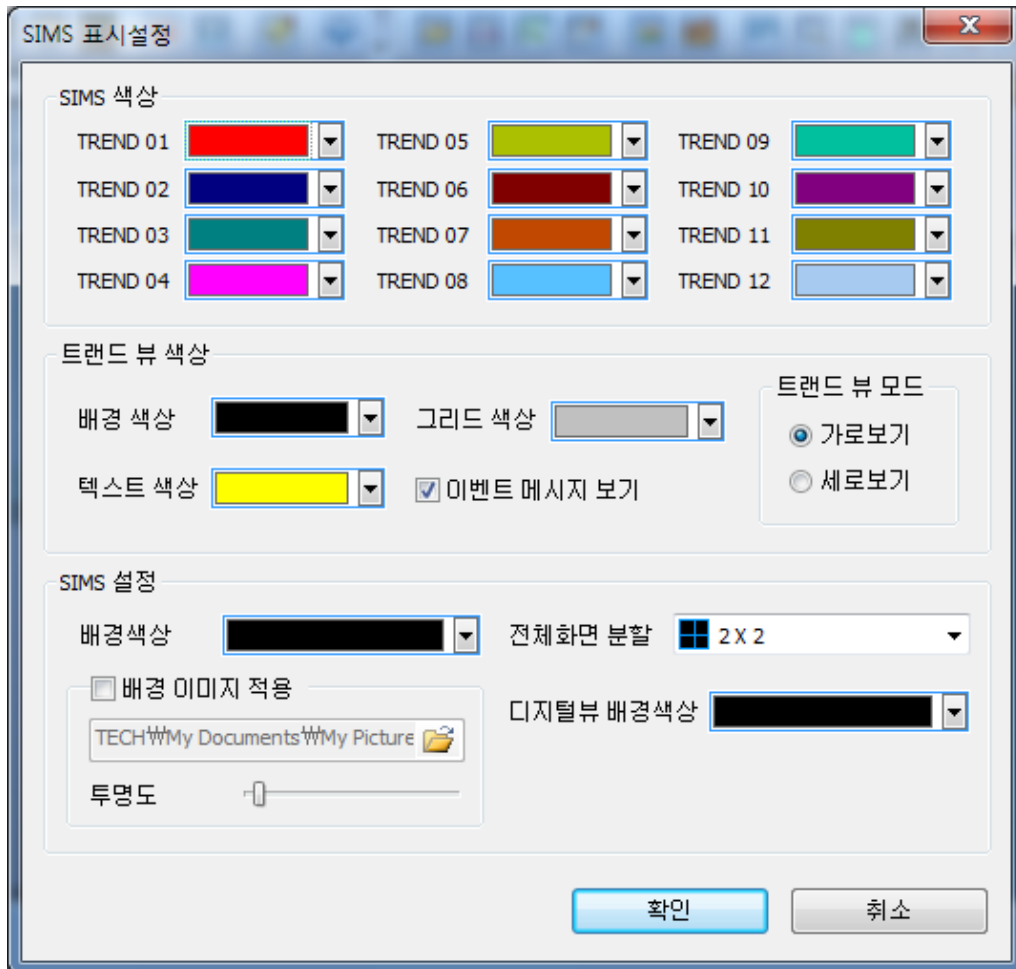 SIMS 표시설정
SIMS 색상
TREND 01 TREND 05 TREND 09
TREND 02 TREND 06 TREND 10
TREND 03 TREND 07 TREND 11
TREND 04 TREND 08 TREND 12
트랜드 뷰 색상
트랜드 뷰 모드
배경 색상 그리드 색상
가로보기
텍스트 색상 이벤트 메시지 보기
세로보기
SIMS 설정
배경색상 전체화면 분할 2 X 2
배경 이미지 적용
디지털뷰 배경색상
TECH₩My Documents₩My Picture
투명도
확인 취소